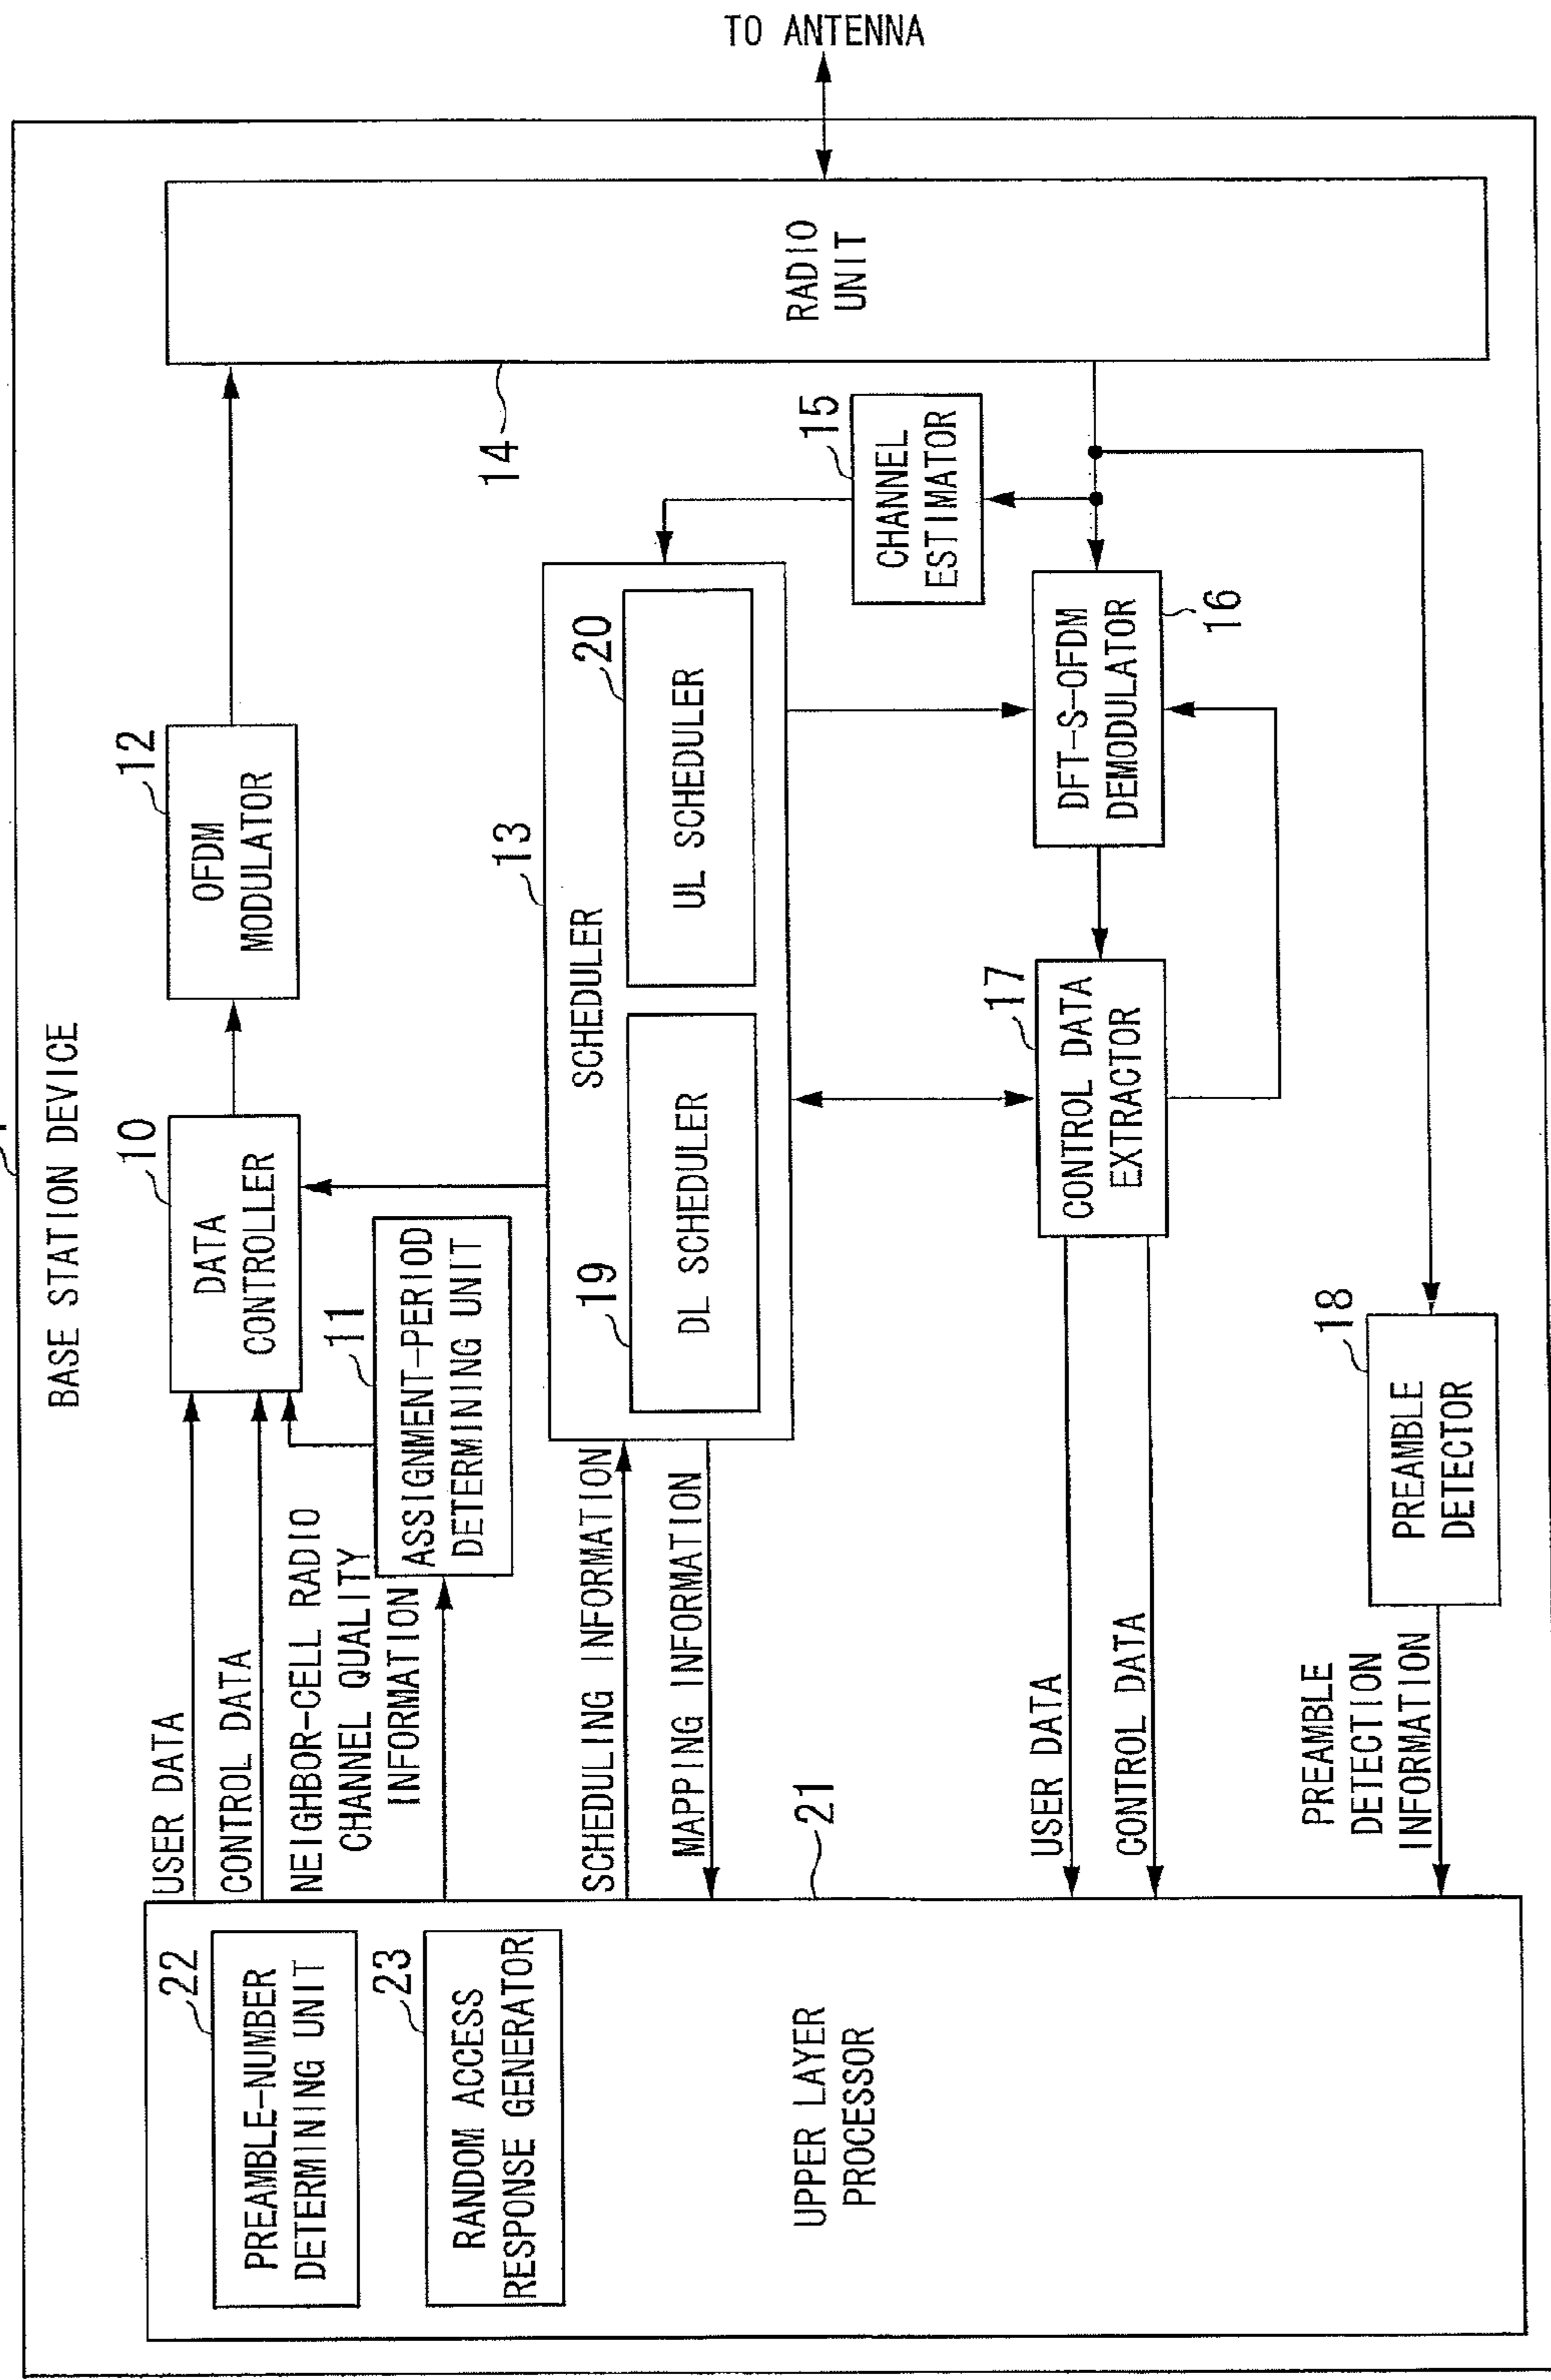 BASE STATION DEVICE
TO ANTENNA
22
PREAMBLE-NUMBER
DETERMINING UNIT
23
RANDOM ACCESS
RESPONSE GENERATOR
UPPER LAYER
PROCESSOR
21
USER DATA
CONTROL DATA
NEIGHBOR-CELL RADIO
CHANNEL QUALITY
INFORMATION
SCHEDULING INFORMATION
MAPPING INFORMATION
USER DATA
CONTROL DATA
PREAMBLE
DETECTION
INFORMATION
10
DATA
CONTROLLER
11
ASSIGNMENT-PERIOD
DETERMINING UNIT
12
OFDM
MODULATOR
13
SCHEDULER
19
DL SCHEDULER
20
UL SCHEDULER
17
CONTROL DATA
EXTRACTOR
DFT-S-OFDM
DEMODULATOR
16
15
CHANNEL
ESTIMATOR
18
PREAMBLE
DETECTOR
14
RADIO
UNIT